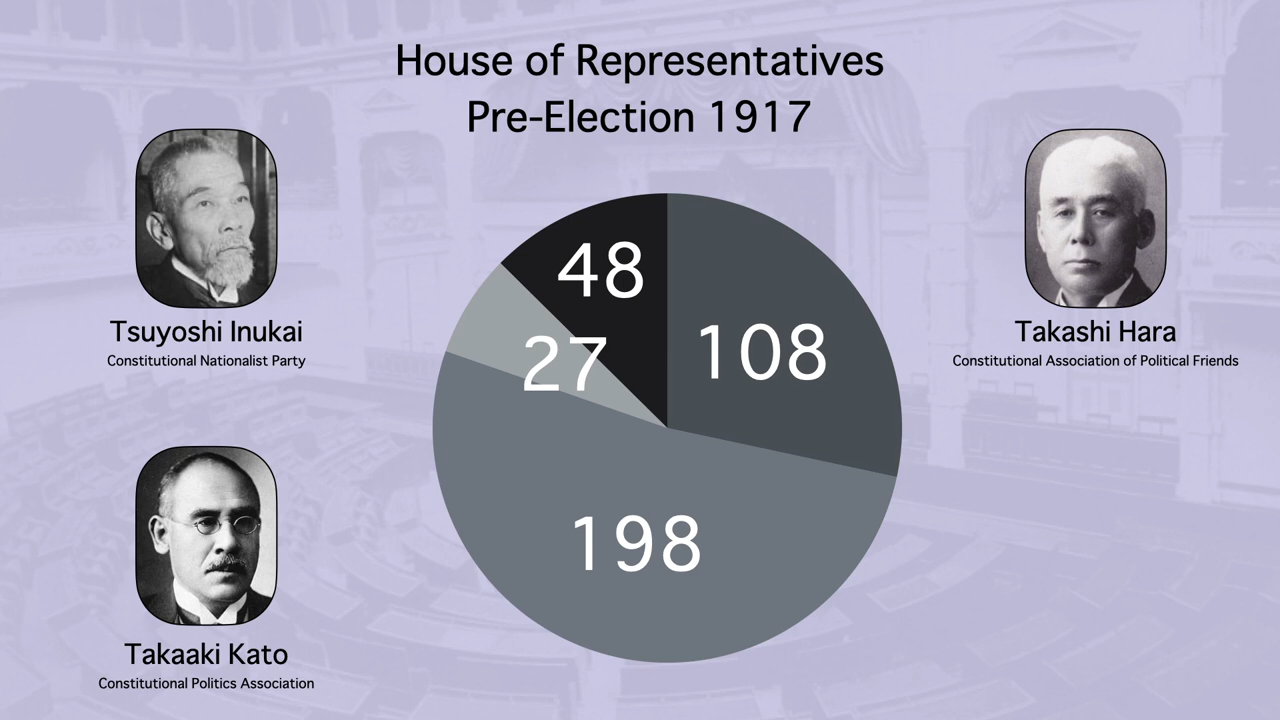 House of Representatives
Pre-Election 1917
Tsuyoshi Inukai
Constitutional Nationalist Party
Takashi Hara
Constitutional Association of Political Friends
48
108
27
198
Takaaki Kato
Constitutional Politics Association